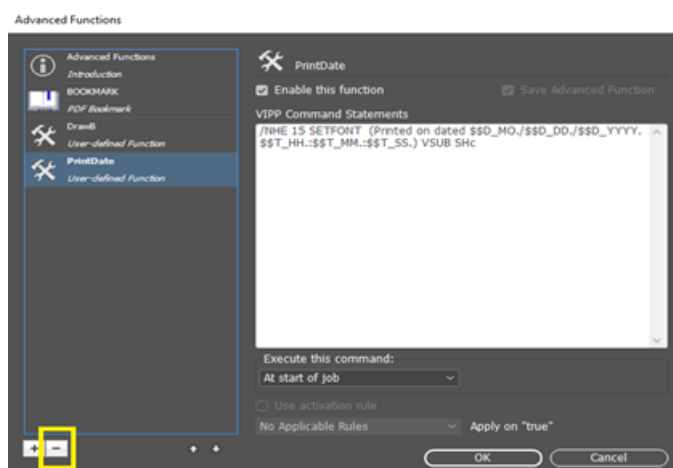 Advanced Functions
Advanced Functions
Introduction
BOOKMARK
PDF Bookmark
DrawB
User-defined Function
PrintDate
User-defined Function
+ −
PrintDate
Enable this function
Save Advanced Function
VIPP Command Statements
/NHE 15 SETFONT (Printed on dated $$D_MO./$$D_DD./$$D_YYYY.
$$T_HH.:$$T_MM.:$$T_SS.) VSUB SHc
Execute this command:
At start of job
Use activation rule
No Applicable Rules
Apply on "true"
OK
Cancel